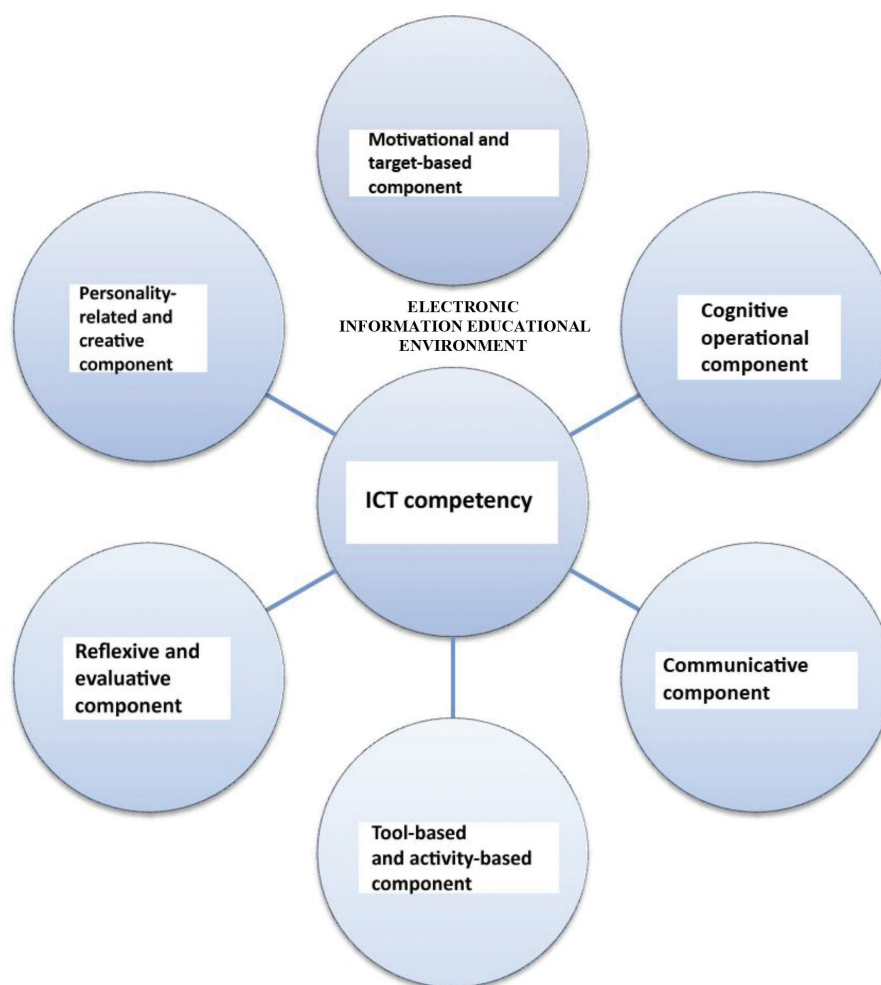 Motivational and
target-based
component
Personality-
related and
creative
component
ELECTRONIC
INFORMATION EDUCATIONAL
ENVIRONMENT
Cognitive
operational
component
ICT competency
Reflexive and
evaluative
component
Communicative
component
Tool-based
and activity-based
component